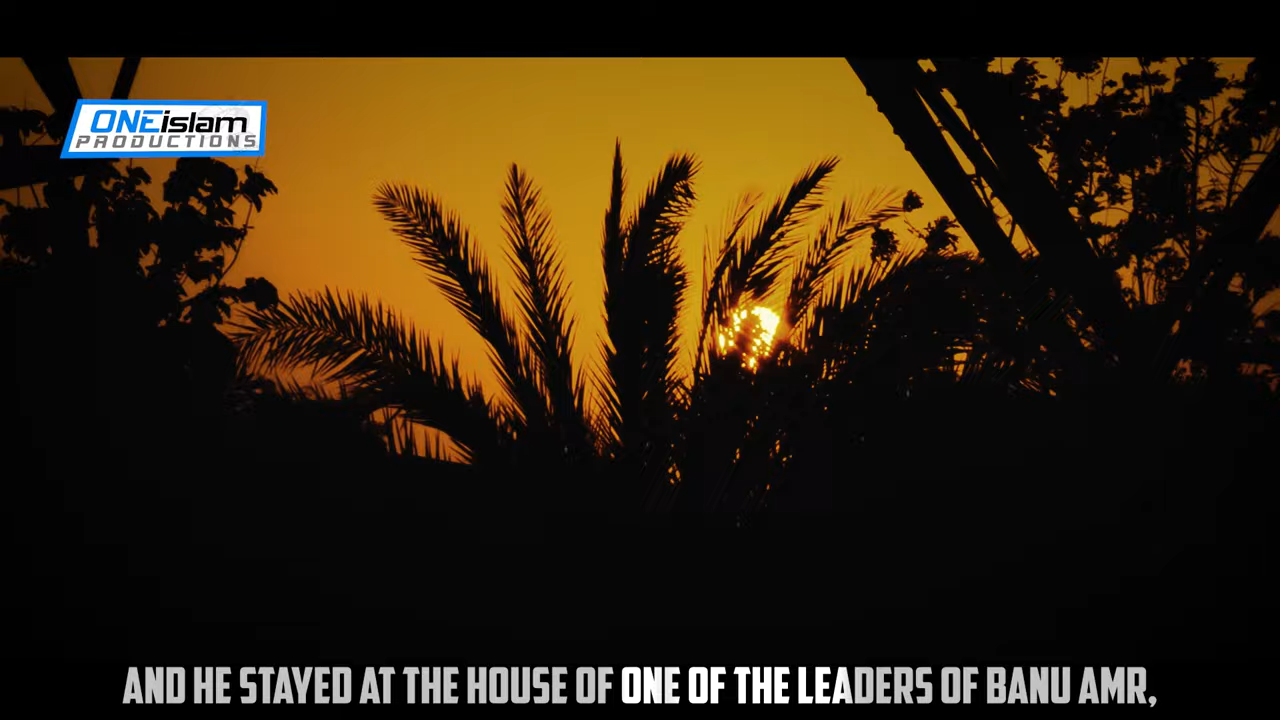 ONEislam
PRODUCTIONS
AND HE STAYED AT THE HOUSE OF ONE OF THE LEADERS OF BANU AMR,